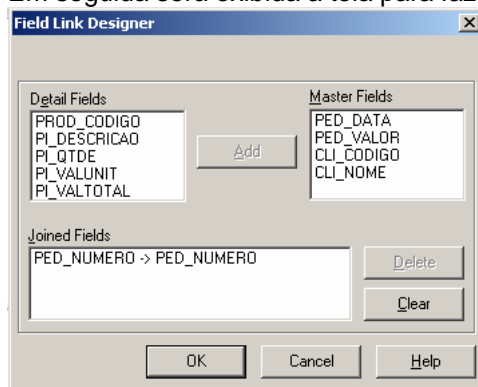 Em seguida será exibida a tela para faz
Field Link Designer
Detail Fields
Master Fields
PROD_CODIGO
PI_DESCRICAO
PI_QTDE
PI_VALUNIT
PI_VALTOTAL
Add
PED_DATA
PED_VALOR
CLI_CODIGO
CLI_NOME
Joined Fields
PED_NUMERO -> PED_NUMERO
Delete
Clear
OK
Cancel
Help